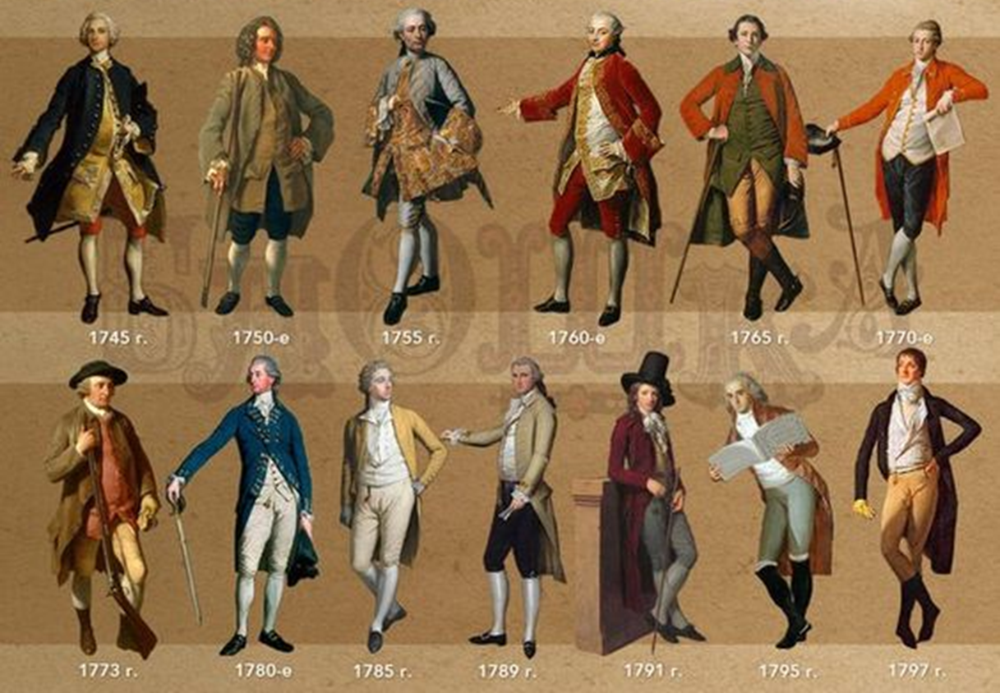 1745 г.
1750-е
1755 г.
1760-е
1765 г.
1770-е
1773 г.
1780-е
1785 г.
1789 г.
1791 г.
1795 г.
1797 г.